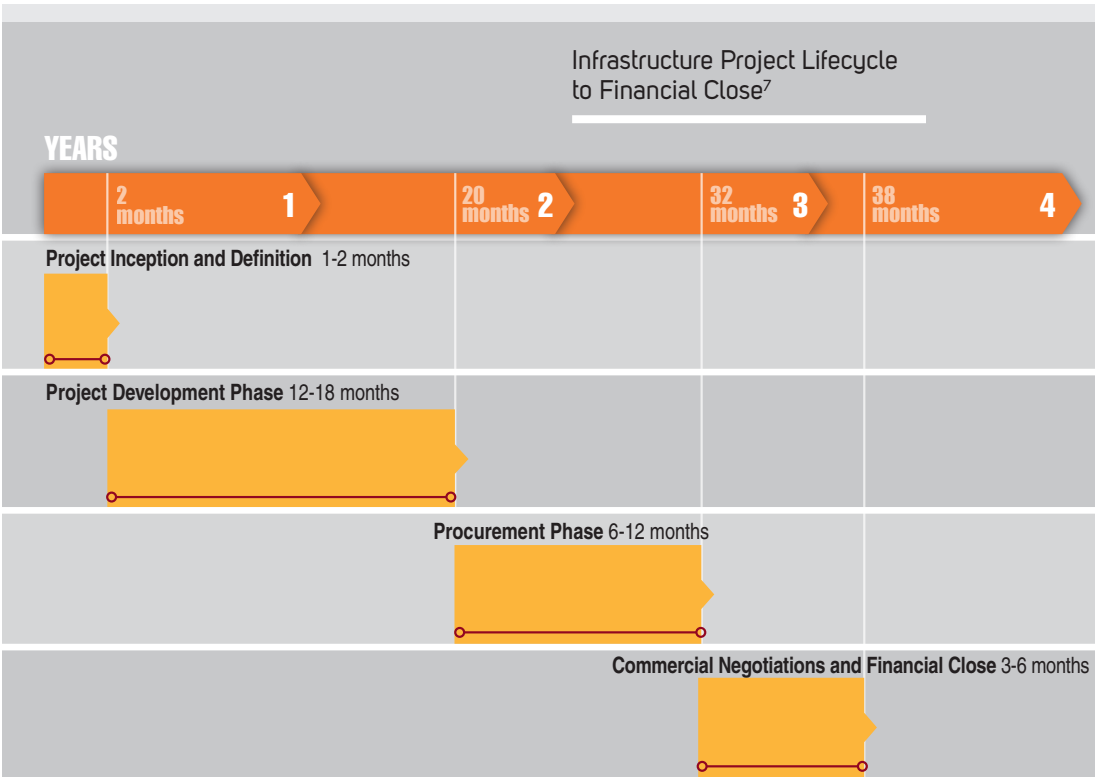 Infrastructure Project Lifecycle
to Financial Close⁷
YEARS
2
months
1
20
months
2
32
months
3
38
months
4
Project Inception and Definition 1-2 months
Project Development Phase 12-18 months
Procurement Phase 6-12 months
Commercial Negotiations and Financial Close 3-6 months